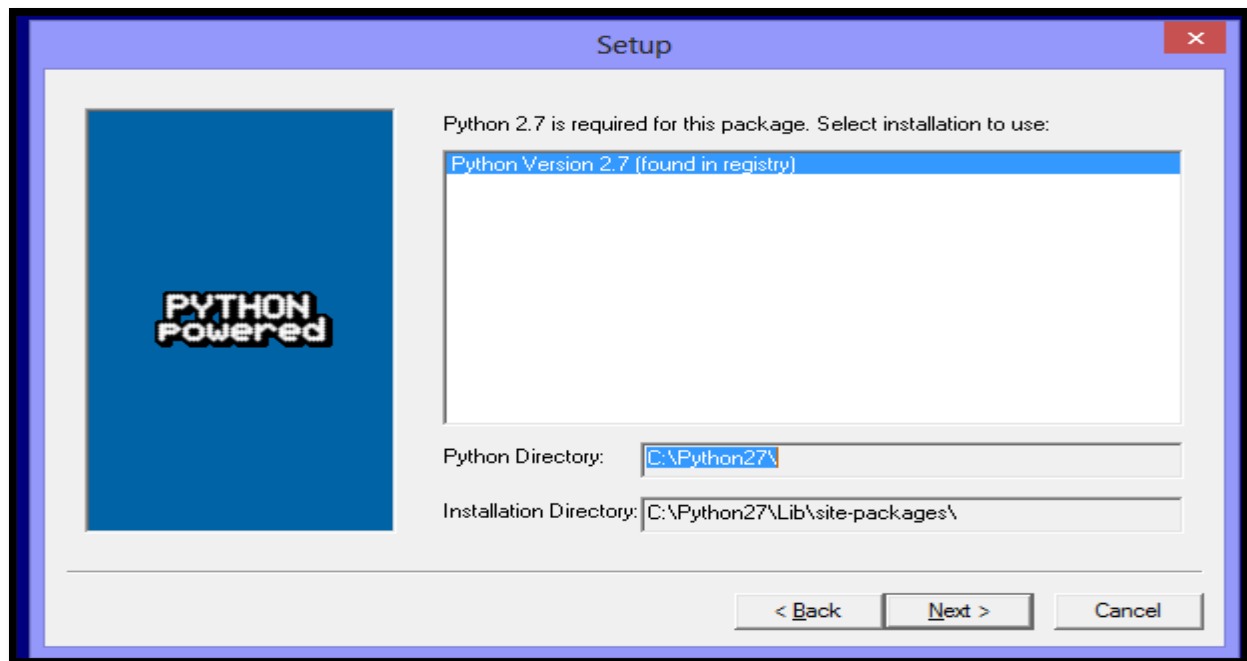 Setup
Python 2.7 is required for this package. Select installation to use:
Python Version 2.7 (found in registry)
PYTHON
powered
Python Directory: C:\Python27\
Installation Directory: C:\Python27\Lib\site-packages\
< Back Next > Cancel